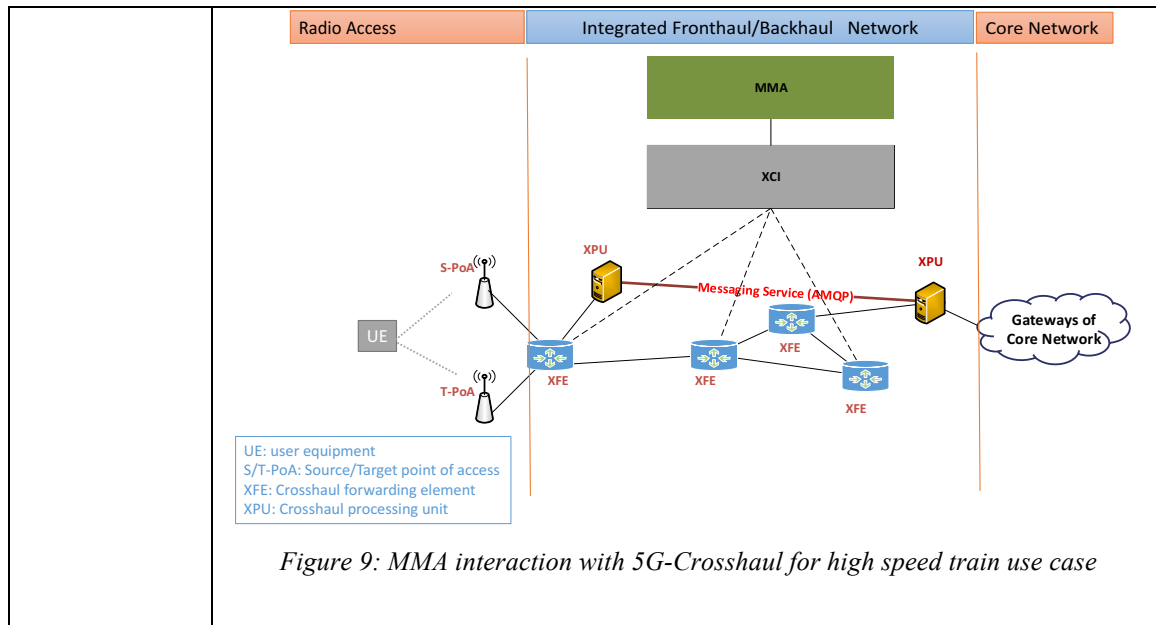 Radio Access
Integrated Fronthaul/Backhaul Network
Core Network
MMA
XCI
XPU
XPU
S-PoA
Messaging Service (AMQP)
Gateways of
Core Network
UE
XFE
XFE
XFE
XFE
T-PoA
UE: user equipment
S/T-PoA: Source/Target point of access
XFE: Crosshaul forwarding element
XPU: Crosshaul processing unit
Figure 9: MMA interaction with 5G-Crosshaul for high speed train use case